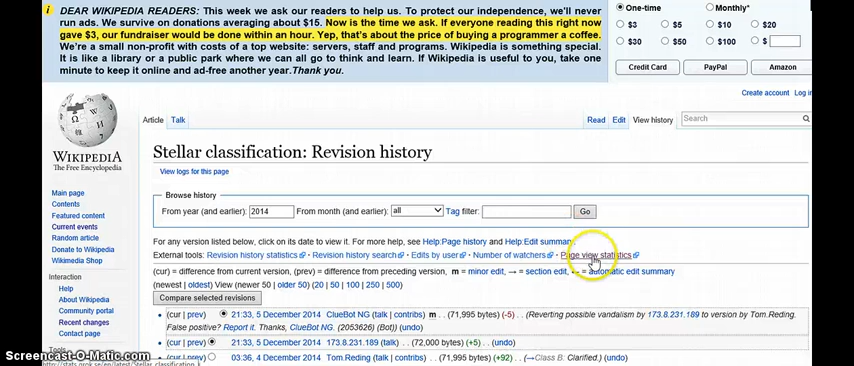 DEAR WIKIPEDIA READERS: This week we ask our readers to help us. To protect our independence, we'll never
run ads. We survive on donations averaging about $15. Now is the time we ask. If everyone reading this right now
gave $3, our fundraiser would be done within an hour. Yep, that's about the price of buying a programmer a coffee.
We're a small non-profit with costs of a top website: servers, staff and programs. Wikipedia is something special.
It is like a library or a public park where we can all go to think and learn. If Wikipedia is useful to you, take one
minute to keep it online and ad-free another year. Thank you.
One-time Monthly*
$3 $5 $10 $20
$30 $50 $100 $
Credit Card PayPal Amazon
Create account Log in
Article Talk Read Edit View history Search
WIKIPEDIA
The Free Encyclopedia
Stellar classification: Revision history
View logs for this page
Main page
Contents
Featured content
Current events
Random article
Donate to Wikipedia
Wikimedia Shop
Interaction
Help
About Wikipedia
Community portal
Recent changes
Contact page
Tools
Browse history
From year (and earlier): 2014 From month (and earlier): all Tag filter: Go
For any version listed below, click on its date to view it. For more help, see Help:Page history and Help:Edit summary.
External tools: Revision history statistics · Revision history search · Edits by user · Number of watchers · Page view statistics
(cur) = difference from current version, (prev) = difference from preceding version, m = minor edit, → = section edit, ← = automatic edit summary
(newest | oldest) View (newer 50 | older 50) (20 | 50 | 100 | 250 | 500)
Compare selected revisions
(cur | prev) 21:33, 5 December 2014 ClueBot NG (talk | contribs) m . . (71,995 bytes) (-5) . . (Reverting possible vandalism by 173.8.231.189 to version by Tom.Reding.
False positive? Report it. Thanks, ClueBot NG. (2053626) (Bot)) (undo)
(cur | prev) 21:33, 5 December 2014 173.8.231.189 (talk) . . (72,000 bytes) (+5) . . (undo)
(cur | prev) 03:36, 4 December 2014 Tom.Reding (talk | contribs) . . (71,995 bytes) (+92) . . (→Class B: Clarified.) (undo)
Screencast-O-Matic.com
http://stats.grok.se/en/latest/Stellar_classification